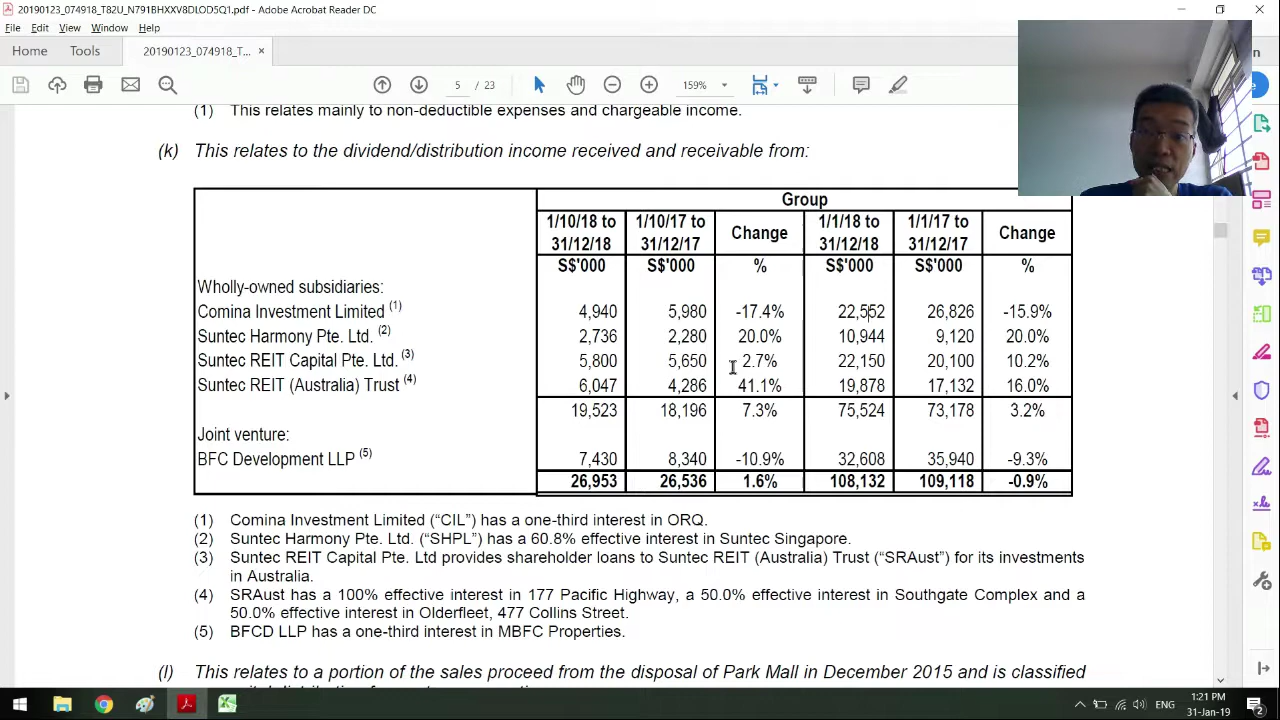 20190123_074918_T82U_N791BHXXV8DLOD5Q1.pdf - Adobe Acrobat Reader DC
File Edit View Window Help
Home Tools 20190123_074918_T... ×
5 / 23 159%
(1) This relates mainly to non-deductible expenses and chargeable income.
(k) This relates to the dividend/distribution income received and receivable from:
Group
1/10/18 to 31/12/18 1/10/17 to 31/12/17 Change 1/1/18 to 31/12/18 1/1/17 to 31/12/17 Change
S$'000 S$'000 % S$'000 S$'000 %
Wholly-owned subsidiaries:
Comina Investment Limited (1) 4,940 5,980 -17.4% 22,552 26,826 -15.9%
Suntec Harmony Pte. Ltd. (2) 2,736 2,280 20.0% 10,944 9,120 20.0%
Suntec REIT Capital Pte. Ltd. (3) 5,800 5,650 2.7% 22,150 20,100 10.2%
Suntec REIT (Australia) Trust (4) 6,047 4,286 41.1% 19,878 17,132 16.0%
19,523 18,196 7.3% 75,524 73,178 3.2%
Joint venture:
BFC Development LLP (5) 7,430 8,340 -10.9% 32,608 35,940 -9.3%
26,953 26,536 1.6% 108,132 109,118 -0.9%
(1) Comina Investment Limited (“CIL”) has a one-third interest in ORQ.
(2) Suntec Harmony Pte. Ltd. (“SHPL”) has a 60.8% effective interest in Suntec Singapore.
(3) Suntec REIT Capital Pte. Ltd provides shareholder loans to Suntec REIT (Australia) Trust (“SRAust”) for its investments
in Australia.
(4) SRAust has a 100% effective interest in 177 Pacific Highway, a 50.0% effective interest in Southgate Complex and a
50.0% effective interest in Olderfleet, 477 Collins Street.
(5) BFCD LLP has a one-third interest in MBFC Properties.
(l) This relates to a portion of the sales proceed from the disposal of Park Mall in December 2015 and is classified
ENG 1:21 PM
31-Jan-19
2